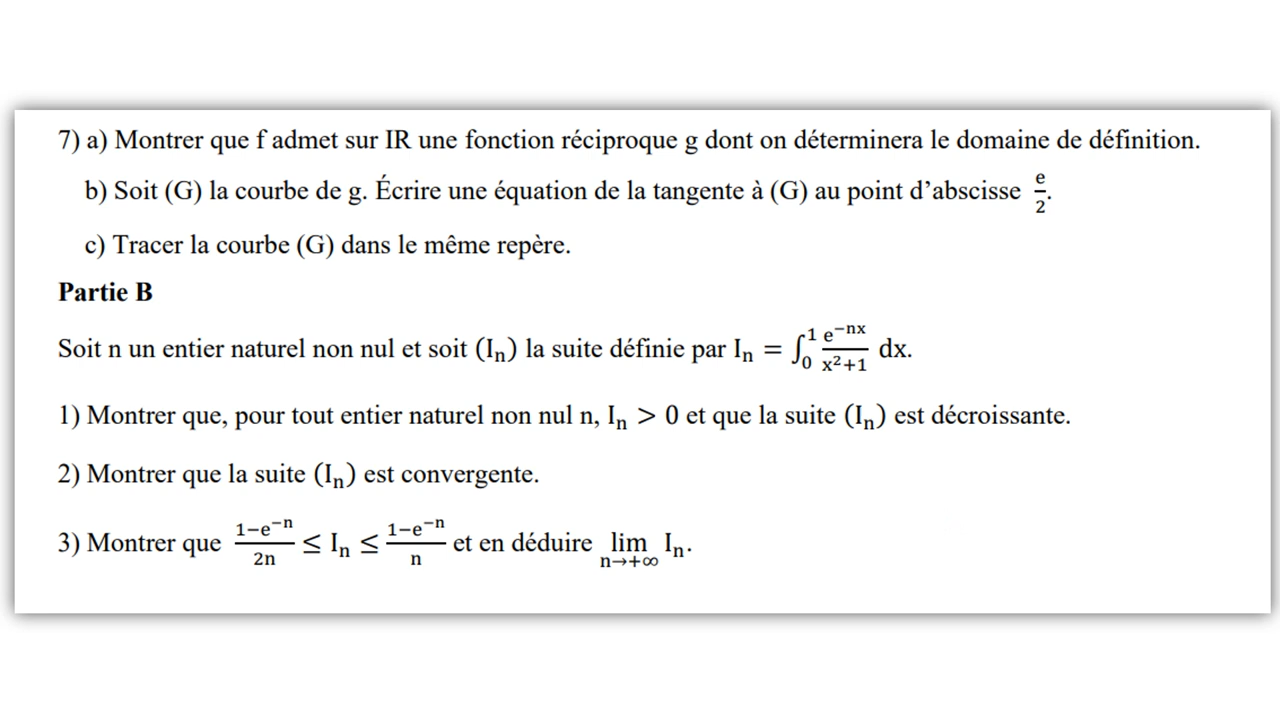 7) a) Montrer que f admet sur IR une fonction réciproque g dont on déterminera le domaine de définition.
b) Soit (G) la courbe de g. Écrire une équation de la tangente à (G) au point d’abscisse e/2.
c) Tracer la courbe (G) dans le même repère.
Partie B
Soit n un entier naturel non nul et soit (Iₙ) la suite définie par Iₙ = ∫₀¹ e⁻ⁿˣ/(x²+1) dx.
1) Montrer que, pour tout entier naturel non nul n, Iₙ > 0 et que la suite (Iₙ) est décroissante.
2) Montrer que la suite (Iₙ) est convergente.
3) Montrer que (1−e⁻ⁿ)/2n ≤ Iₙ ≤ (1−e⁻ⁿ)/n et en déduire lim n→+∞ Iₙ.